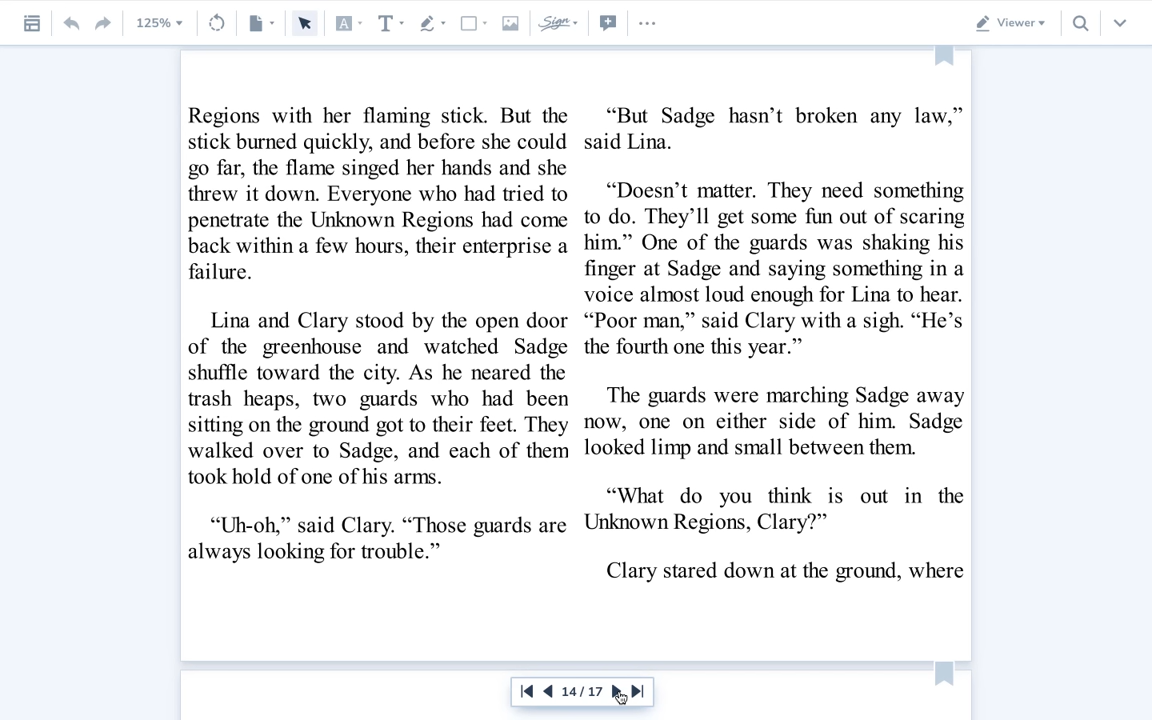 125%
A
T
Sign
Viewer
Regions with her flaming stick. But the
stick burned quickly, and before she could
go far, the flame singed her hands and she
threw it down. Everyone who had tried to
penetrate the Unknown Regions had come
back within a few hours, their enterprise a
failure.
Lina and Clary stood by the open door
of the greenhouse and watched Sadge
shuffle toward the city. As he neared the
trash heaps, two guards who had been
sitting on the ground got to their feet. They
walked over to Sadge, and each of them
took hold of one of his arms.
“Uh-oh,” said Clary. “Those guards are
always looking for trouble.”
“But Sadge hasn’t broken any law,”
said Lina.
“Doesn’t matter. They need something
to do. They’ll get some fun out of scaring
him.” One of the guards was shaking his
finger at Sadge and saying something in a
voice almost loud enough for Lina to hear.
“Poor man,” said Clary with a sigh. “He’s
the fourth one this year.”
The guards were marching Sadge away
now, one on either side of him. Sadge
looked limp and small between them.
“What do you think is out in the
Unknown Regions, Clary?”
Clary stared down at the ground, where
14 / 17